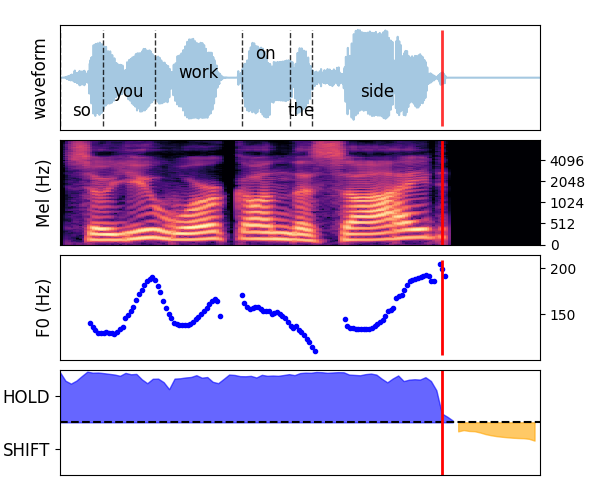 waveform
so
you
work
on
the
side
Mel (Hz)
4096
2048
1024
512
0
F0 (Hz)
200
150
HOLD
SHIFT